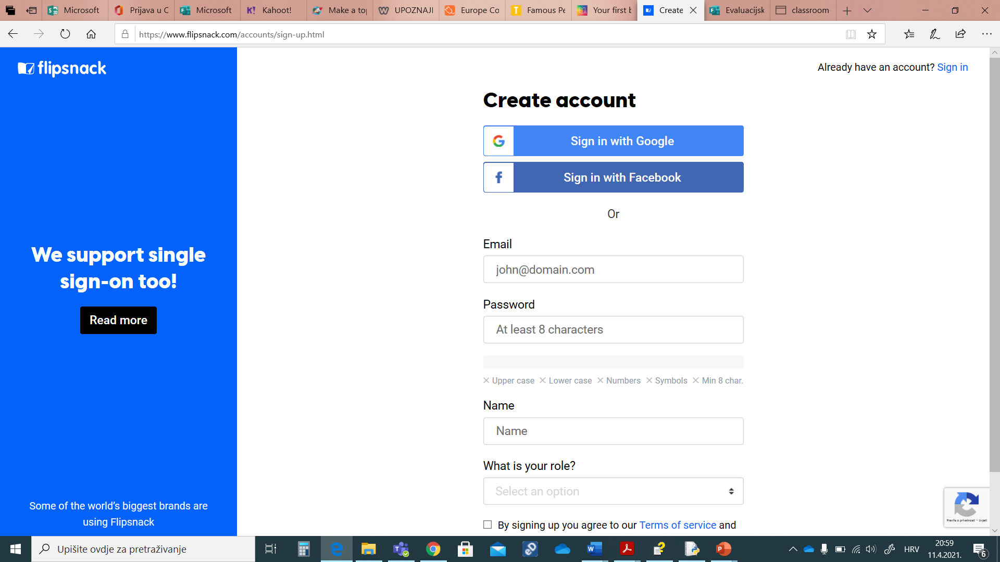 Microsoft
Prijava u C
Microsoft
Kahoot!
Make a to
UPOZNAJ
Europe Co
Famous Pe
Your first b
Create
Evaluacijsk
classroom
https://www.flipsnack.com/accounts/sign-up.html
flipsnack
We support single
sign-on too!
Read more
Some of the world's biggest brands are
using Flipsnack
Already have an account? Sign in
Create account
Sign in with Google
Sign in with Facebook
Or
Email
john@domain.com
Password
At least 8 characters
Upper case Lower case Numbers Symbols Min 8 char.
Name
Name
What is your role?
Select an option
By signing up you agree to our Terms of service and
Pravila o privatnosti - Uvjeti
Upišite ovdje za pretraživanje
HRV
20:59
11.4.2021.
6